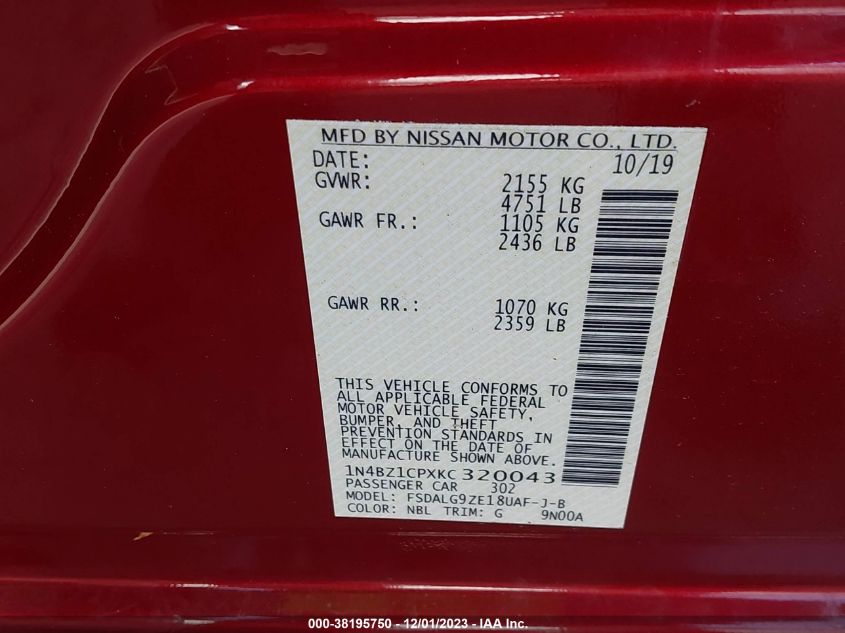 MFD BY NISSAN MOTOR CO., LTD.
DATE: 10/19
GVWR: 2155 KG
4751 LB
GAWR FR.: 1105 KG
2436 LB
GAWR RR.: 1070 KG
2359 LB
THIS VEHICLE CONFORMS TO
ALL APPLICABLE FEDERAL
MOTOR VEHICLE SAFETY,
BUMPER, AND THEFT
PREVENTION STANDARDS IN
EFFECT ON THE DATE OF
MANUFACTURE SHOWN ABOVE.
1N4BZ1CPXKC320043
PASSENGER CAR 302
MODEL: FSDALG9ZE18UAF-J-B
COLOR: NBL TRIM: G 9N00A
000-38195750 - 12/01/2023 - IAA Inc.